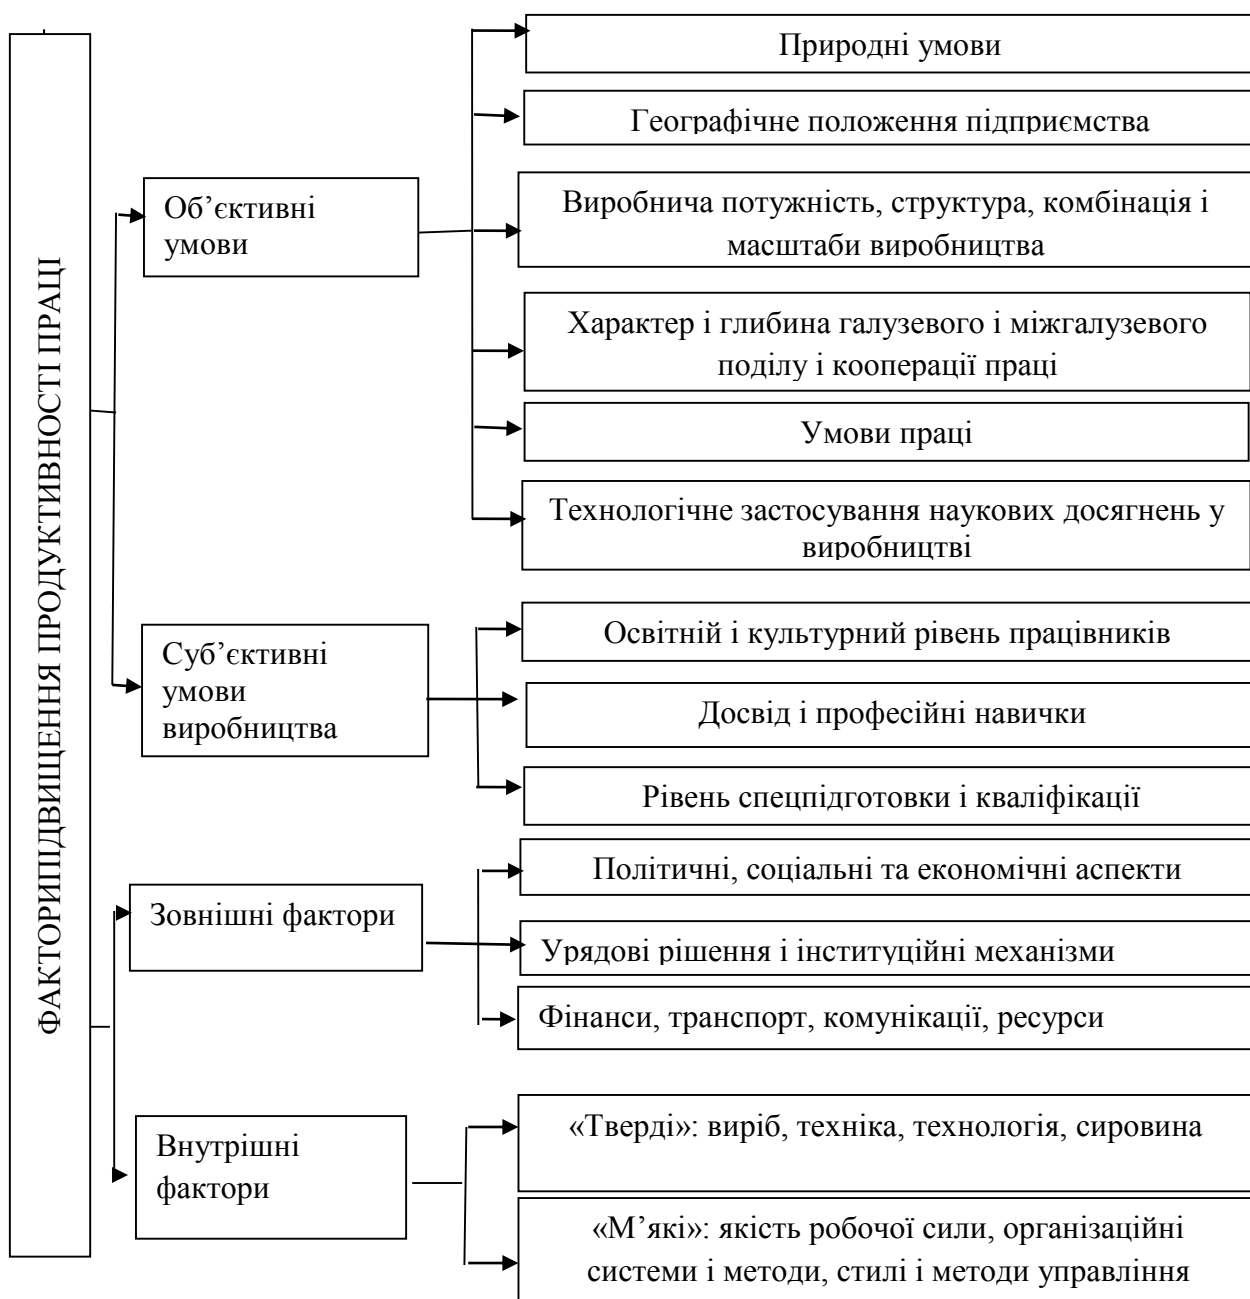 ФАКТОРИПІДВИЩЕННЯ ПРОДУКТИВНОСТІ ПРАЦІ
Об’єктивні
умови
Природні умови
Географічне положення підприємства
Виробнича потужність, структура, комбінація і
масштаби виробництва
Характер і глибина галузевого і міжгалузевого
поділу і кооперації праці
Умови праці
Технологічне застосування наукових досягнень у
виробництві
Суб’єктивні
умови
виробництва
Освітній і культурний рівень працівників
Досвід і професійні навички
Рівень спецпідготовки і кваліфікації
Зовнішні фактори
Політичні, соціальні та економічні аспекти
Урядові рішення і інституційні механізми
Фінанси, транспорт, комунікації, ресурси
Внутрішні
фактори
«Тверді»: виріб, техніка, технологія, сировина
«М’які»: якість робочої сили, організаційні
системи і методи, стилі і методи управління